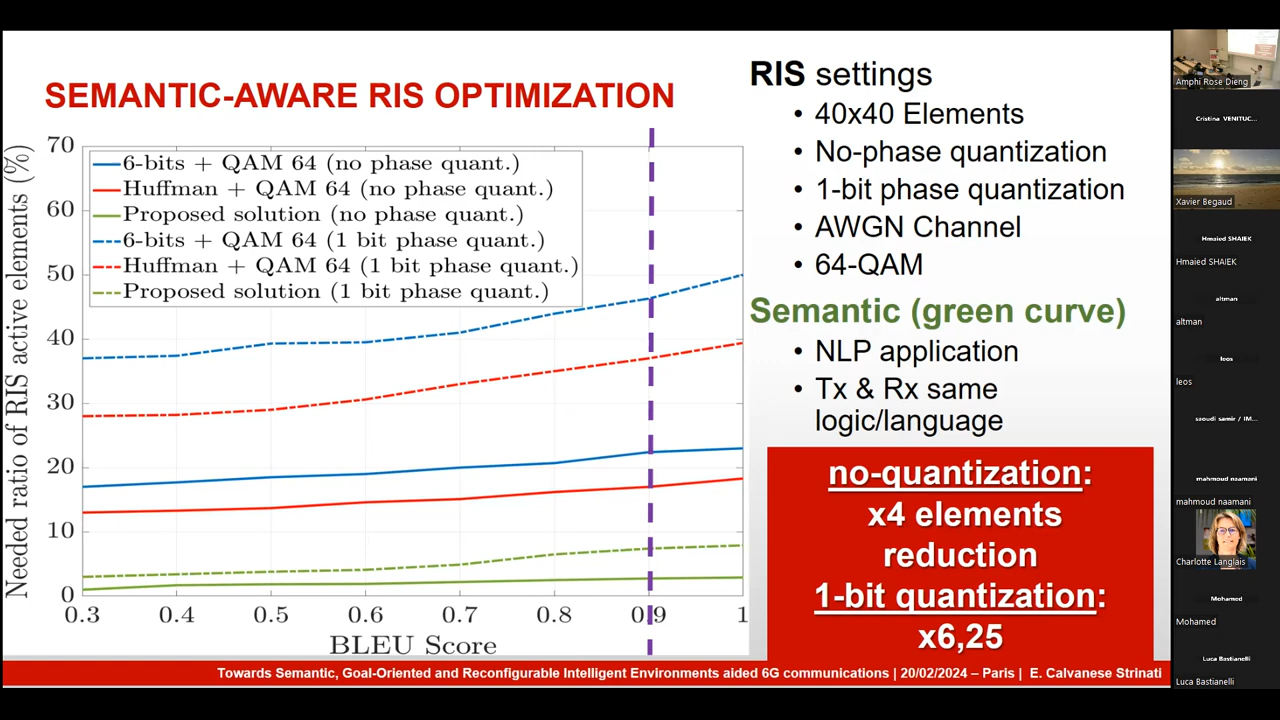 SEMANTIC-AWARE RIS OPTIMIZATION
Needed ratio of RIS active elements (%)
70
60
50
40
30
20
10
0
6-bits + QAM 64 (no phase quant.)
Huffman + QAM 64 (no phase quant.)
Proposed solution (no phase quant.)
6-bits + QAM 64 (1 bit phase quant.)
Huffman + QAM 64 (1 bit phase quant.)
Proposed solution (1 bit phase quant.)
0.3 0.4 0.5 0.6 0.7 0.8 0.9 1
BLEU Score
RIS settings
• 40x40 Elements
• No-phase quantization
• 1-bit phase quantization
• AWGN Channel
• 64-QAM
Semantic (green curve)
• NLP application
• Tx & Rx same
logic/language
no-quantization:
x4 elements
reduction
1-bit quantization:
x6,25
Towards Semantic, Goal-Oriented and Reconfigurable Intelligent Environments aided 6G communications | 20/02/2024 – Paris | E. Calvanese Strinati
Amphi Rose Dieng
Cristina VENITUC...
Xavier Begaud
Hmaied SHAIEK
Hmaied SHAIEK
altman
altman
leos
leos
saoudi samir / IM...
mahmoud naamani
mahmoud naamani
Charlotte Langlais
Mohamed
Mohamed
Luca Bastianelli
Luca Bastianelli